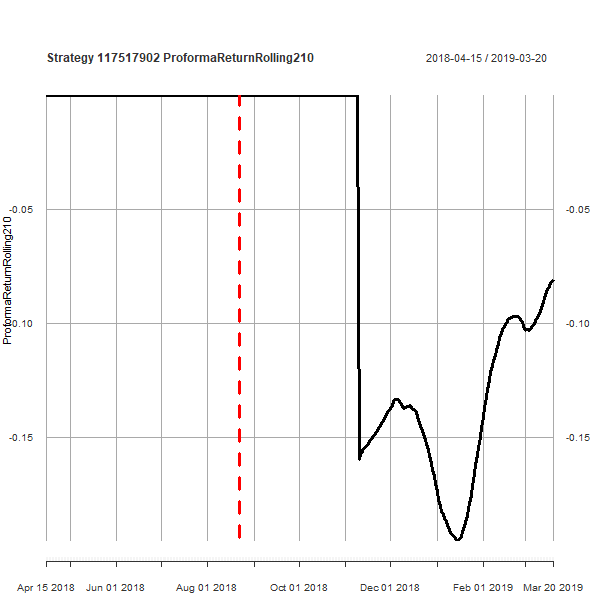 Strategy 117517902 ProformaReturnRolling210
2018-04-15 / 2019-03-20
ProformaReturnRolling210
-0.05
-0.05
-0.10
-0.10
-0.15
-0.15
Apr 15 2018 Jun 01 2018 Aug 01 2018 Oct 01 2018 Dec 01 2018 Feb 01 2019 Mar 20 2019